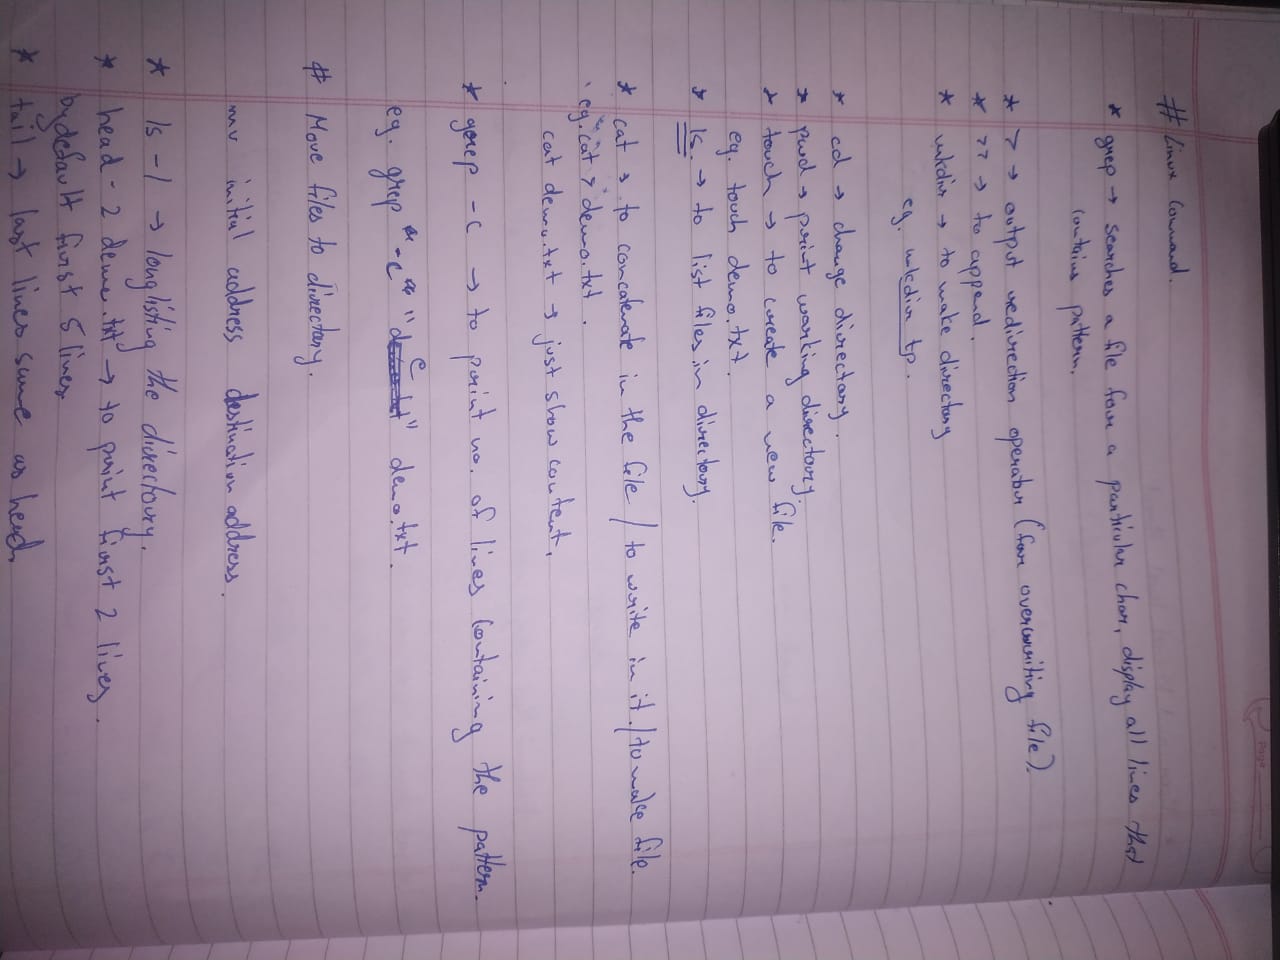 # Linux Command.
* grep → searches a file for a particular char, display all lines that
contains pattern.
* > → output redirection operator (for overwriting file).
* >> → to append.
* mkdir → to make directory
eg. mkdir tp.
* cd → change directory.
* pwd → print working directory.
* touch → to create a new file.
eg. touch demo.txt.
* ls. → to list files in directory.
* cat → to concatenate in the file / to write in it. / to make file.
eg. cat > demo.txt.
cat demo.txt → just show content.
* grep -c → to print no. of lines containing the pattern.
eg. grep "-c" "c" demo.txt.
# Move files to directory.
mv initial address destination address.
* ls -l → longlisting the directory.
* head -2 demo.txt → to print first 2 lines.
bydefault first 5 lines
* tail → last lines same as head.
Page